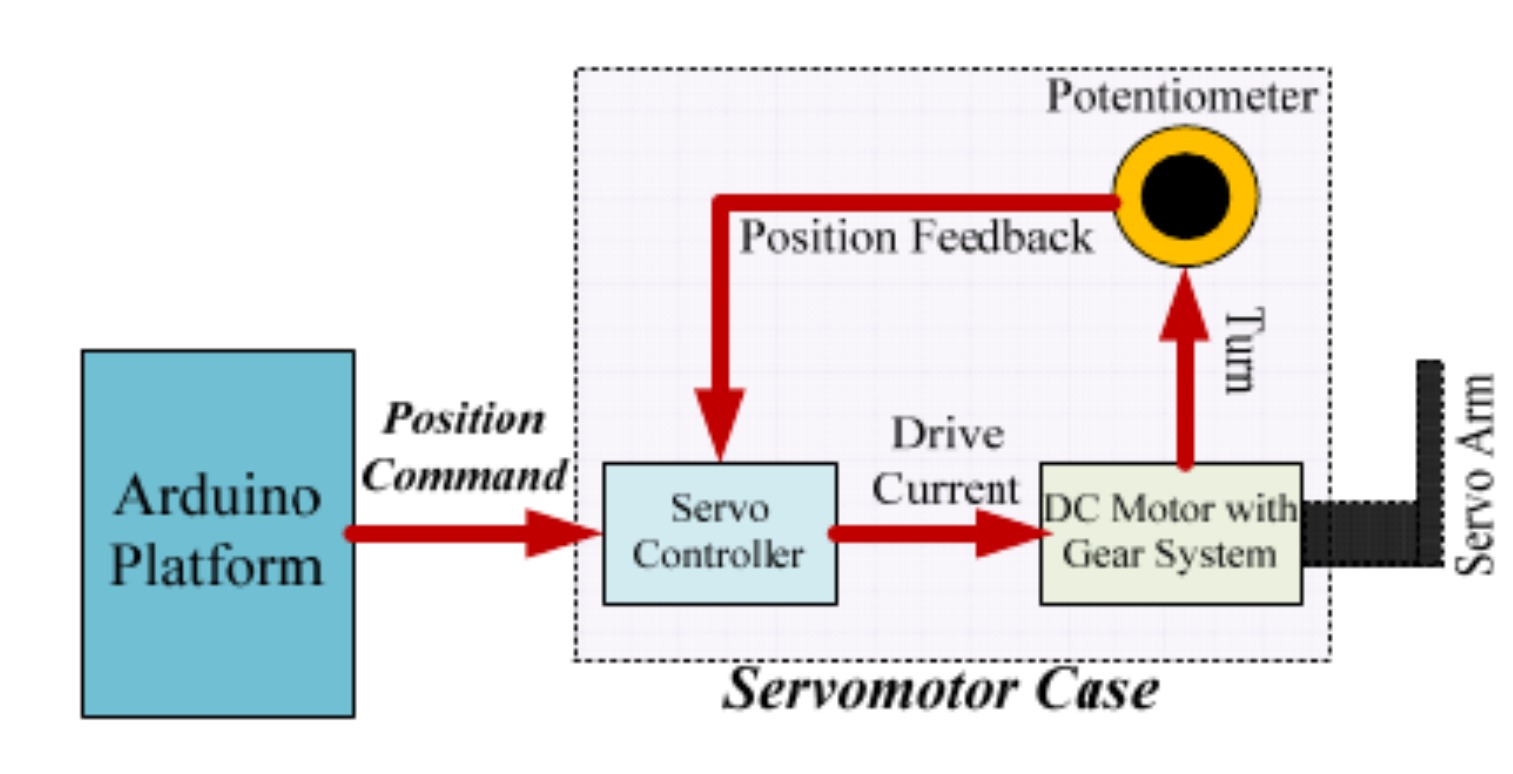 Potentiometer
Position Feedback
Turn
Arduino
Platform
Position
Command
Servo
Controller
Drive
Current
DC Motor with
Gear System
Servo Arm
Servomotor Case